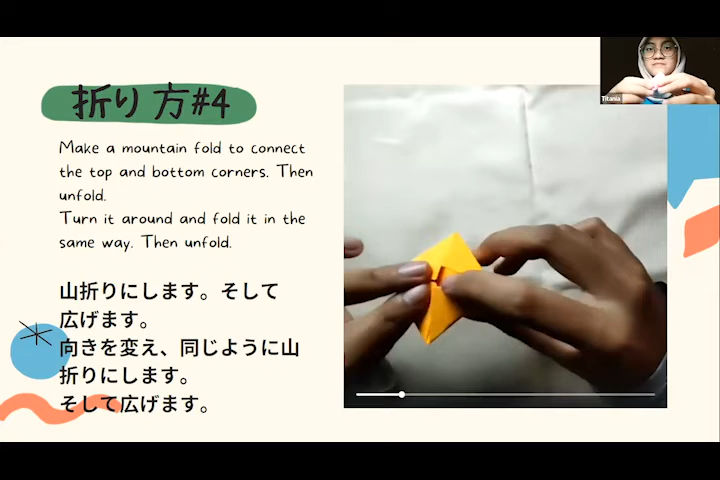 折り方#4
Make a mountain fold to connect
the top and bottom corners. Then
unfold.
Turn it around and fold it in the
same way. Then unfold.
山折りにします。そして
広げます。
向きを変え、同じように山
折りにします。
そして広げます。
Titania